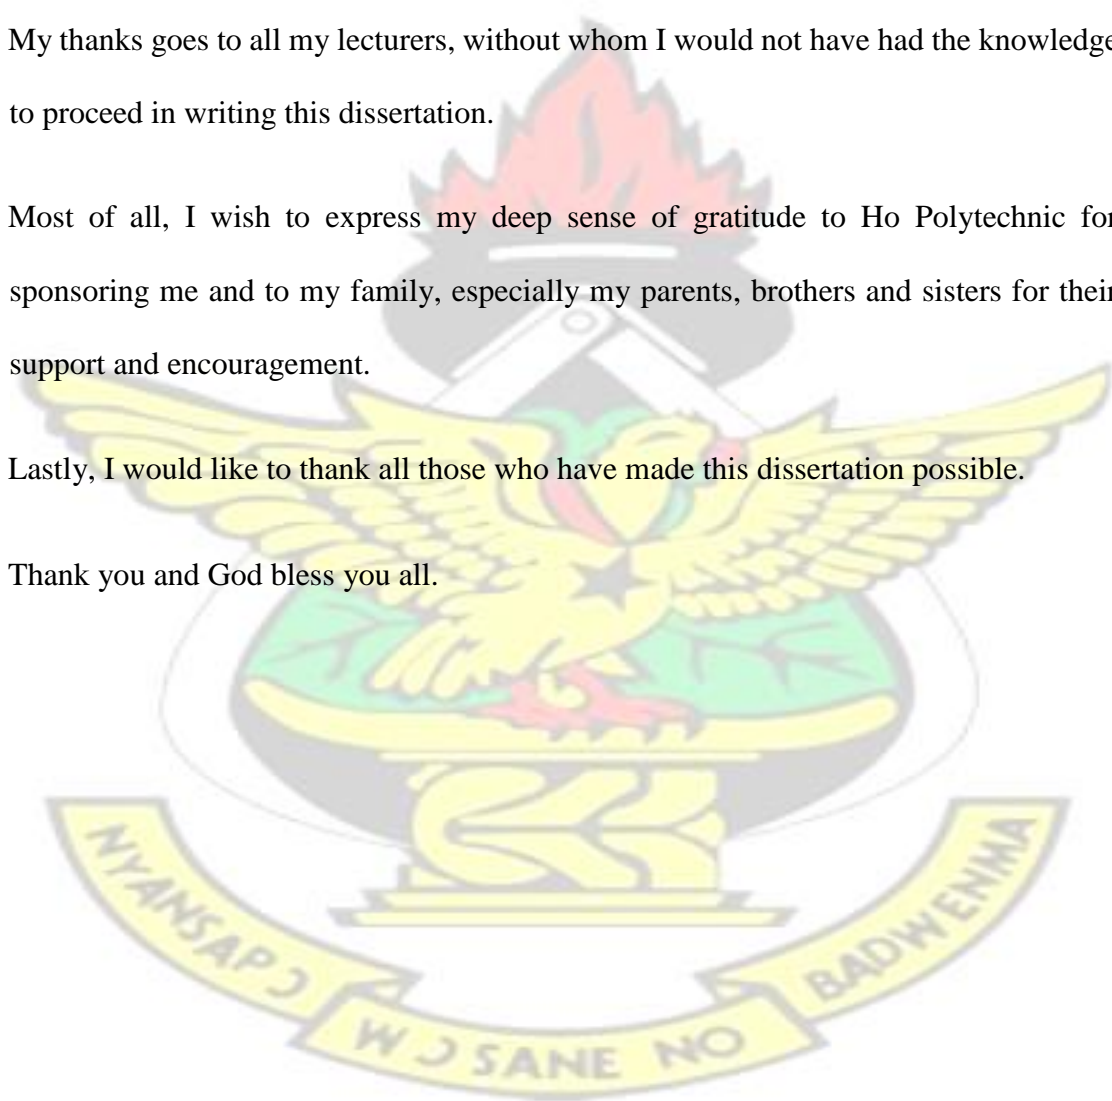 My thanks goes to all my lecturers, without whom I would not have had the knowledge
to proceed in writing this dissertation.
Most of all, I wish to express my deep sense of gratitude to Ho Polytechnic for
sponsoring me and to my family, especially my parents, brothers and sisters for their
support and encouragement.
Lastly, I would like to thank all those who have made this dissertation possible.
Thank you and God bless you all.
NYANSAPƆ
WƆSANE NO
BADWENMA